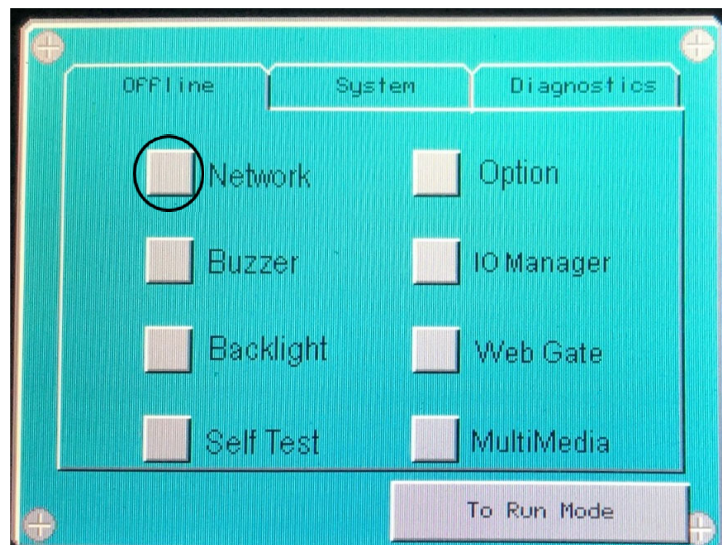 Offline System Diagnostics
Network Option
Buzzer IO Manager
Backlight Web Gate
Self Test MultiMedia
To Run Mode